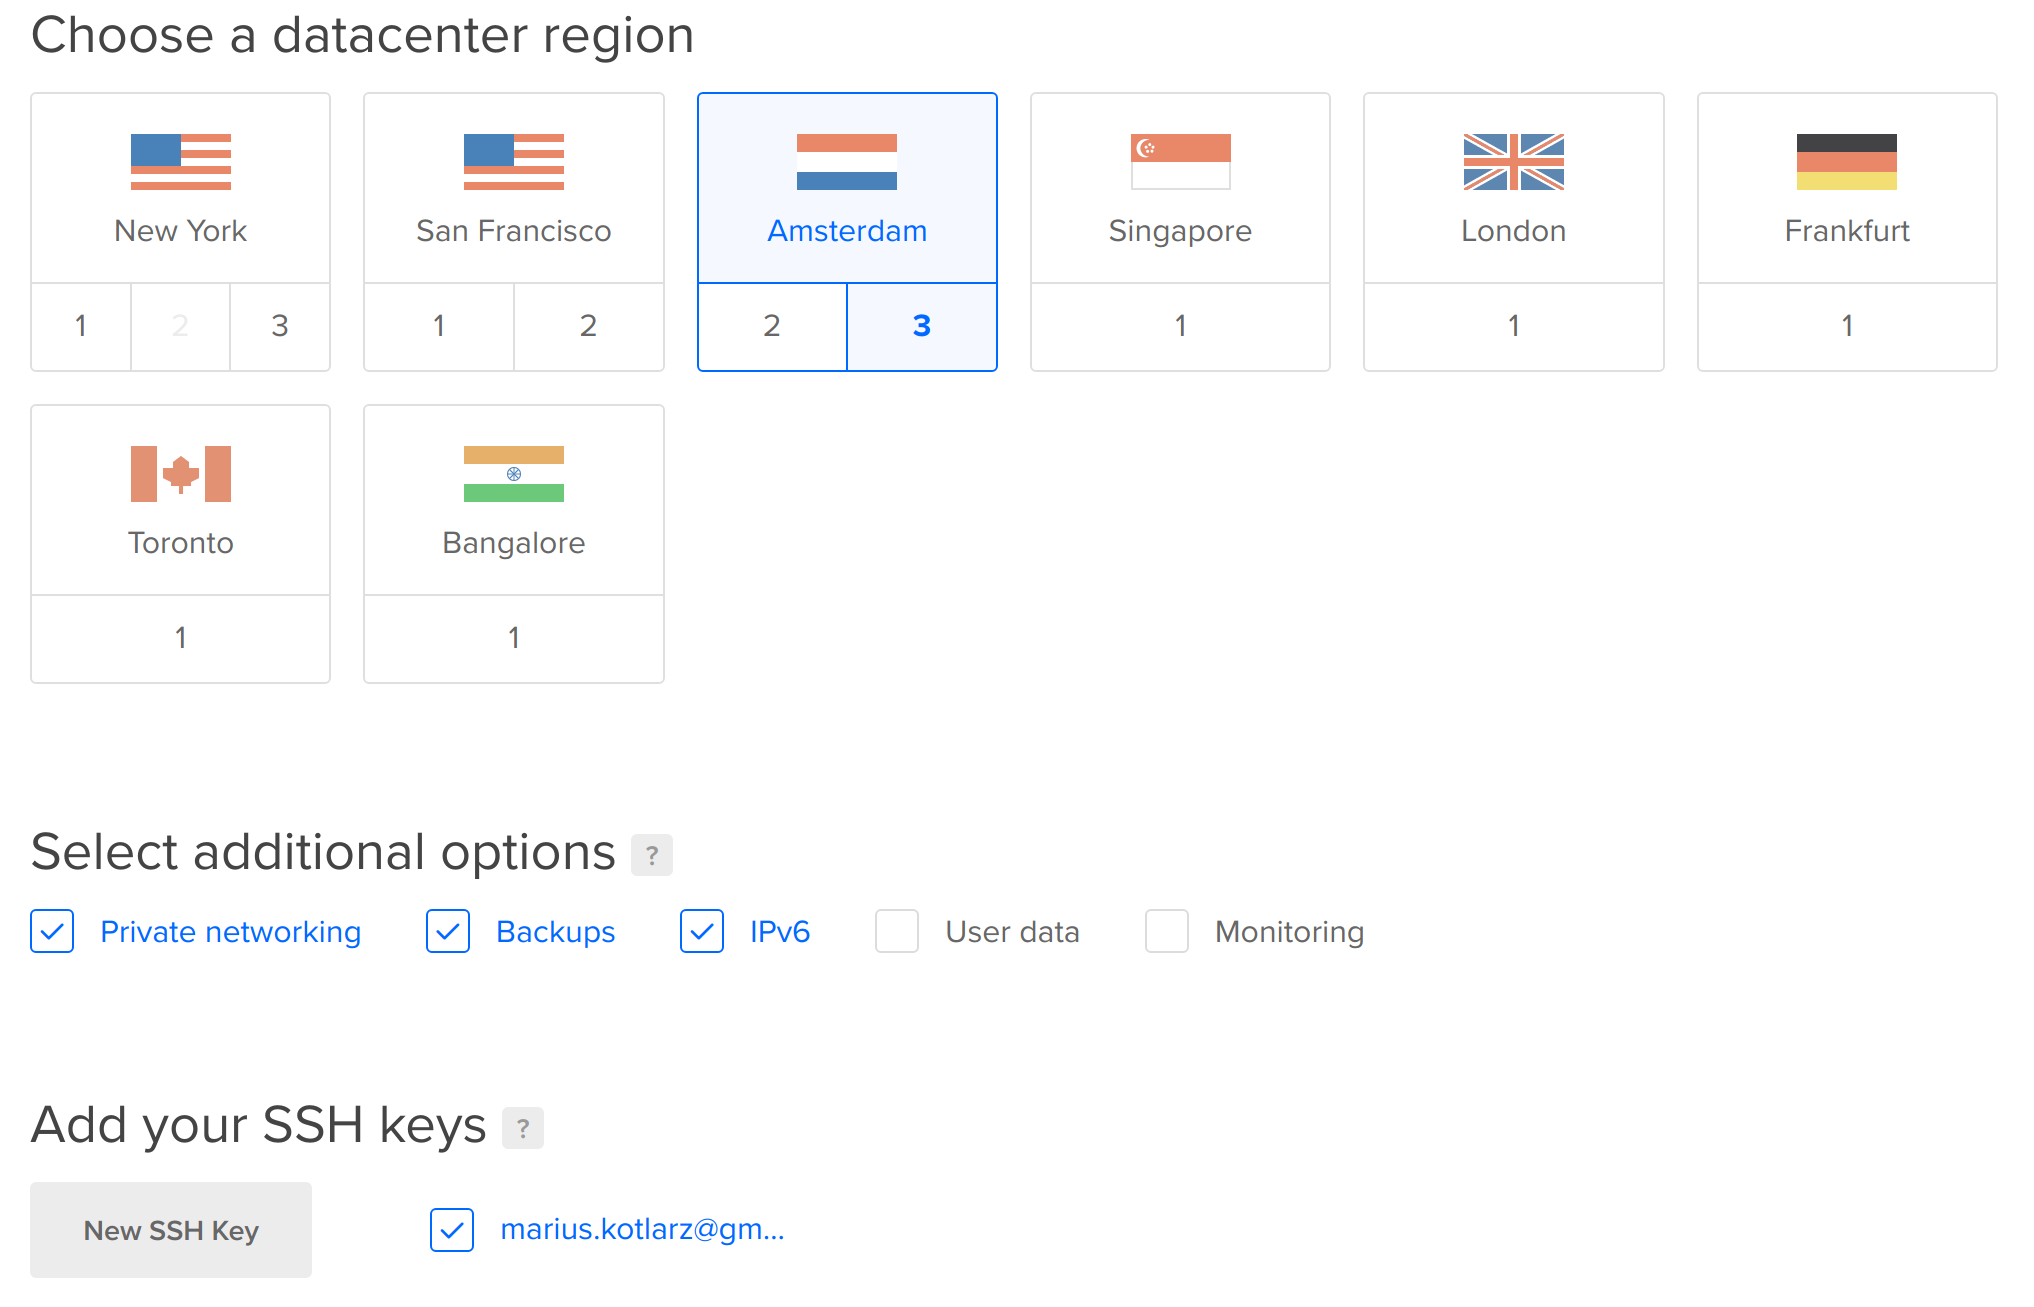 Choose a datacenter region
New York San Francisco Amsterdam Singapore London Frankfurt
1 2 3 1 2 2 3 1 1 1
Toronto Bangalore
1 1
Select additional options ?
Private networking Backups IPv6 User data Monitoring
Add your SSH keys ?
New SSH Key marius.kotlarz@gm...